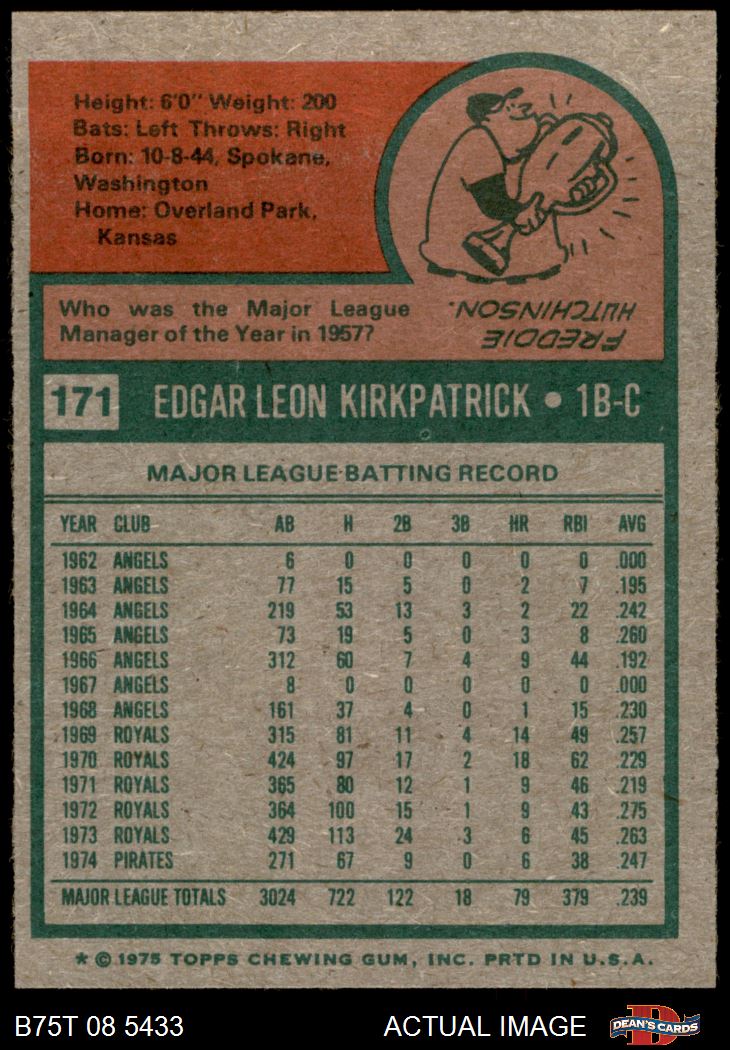 Height: 6'0" Weight: 200
Bats: Left Throws: Right
Born: 10-8-44, Spokane,
Washington
Home: Overland Park,
Kansas
Who was the Major League
Manager of the Year in 1957?
FREDDIE
HUTCHINSON.
171 EDGAR LEON KIRKPATRICK • 1B-C
MAJOR LEAGUE BATTING RECORD
YEAR CLUB AB H 2B 3B HR RBI AVG
1962 ANGELS 6 0 0 0 0 0 .000
1963 ANGELS 77 15 5 0 2 7 .195
1964 ANGELS 219 53 13 3 2 22 .242
1965 ANGELS 73 19 5 0 3 8 .260
1966 ANGELS 312 60 7 4 9 44 .192
1967 ANGELS 8 0 0 0 0 0 .000
1968 ANGELS 161 37 4 0 1 15 .230
1969 ROYALS 315 81 11 4 14 49 .257
1970 ROYALS 424 97 17 2 18 62 .229
1971 ROYALS 365 80 12 1 9 46 .219
1972 ROYALS 364 100 15 1 9 43 .275
1973 ROYALS 429 113 24 3 6 45 .263
1974 PIRATES 271 67 9 0 6 38 .247
MAJOR LEAGUE TOTALS 3024 722 122 18 79 379 .239
* © 1975 TOPPS CHEWING GUM, INC. PRTD IN U.S.A.
B75T 08 5433 ACTUAL IMAGE
D
DEAN'S CARDS